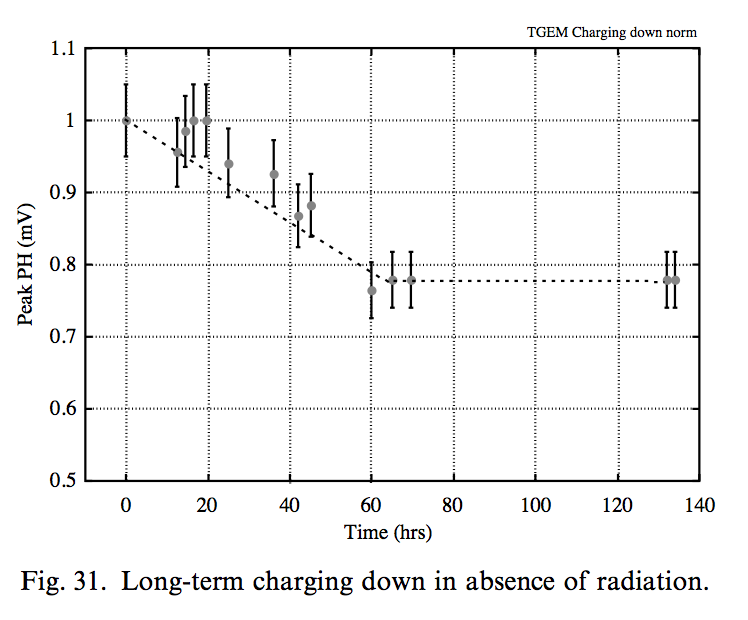 TGEM Charging down norm
1.1
1
0.9
0.8
0.7
0.6
0.5
Peak PH (mV)
0 20 40 60 80 100 120 140
Time (hrs)
Fig. 31. Long-term charging down in absence of radiation.